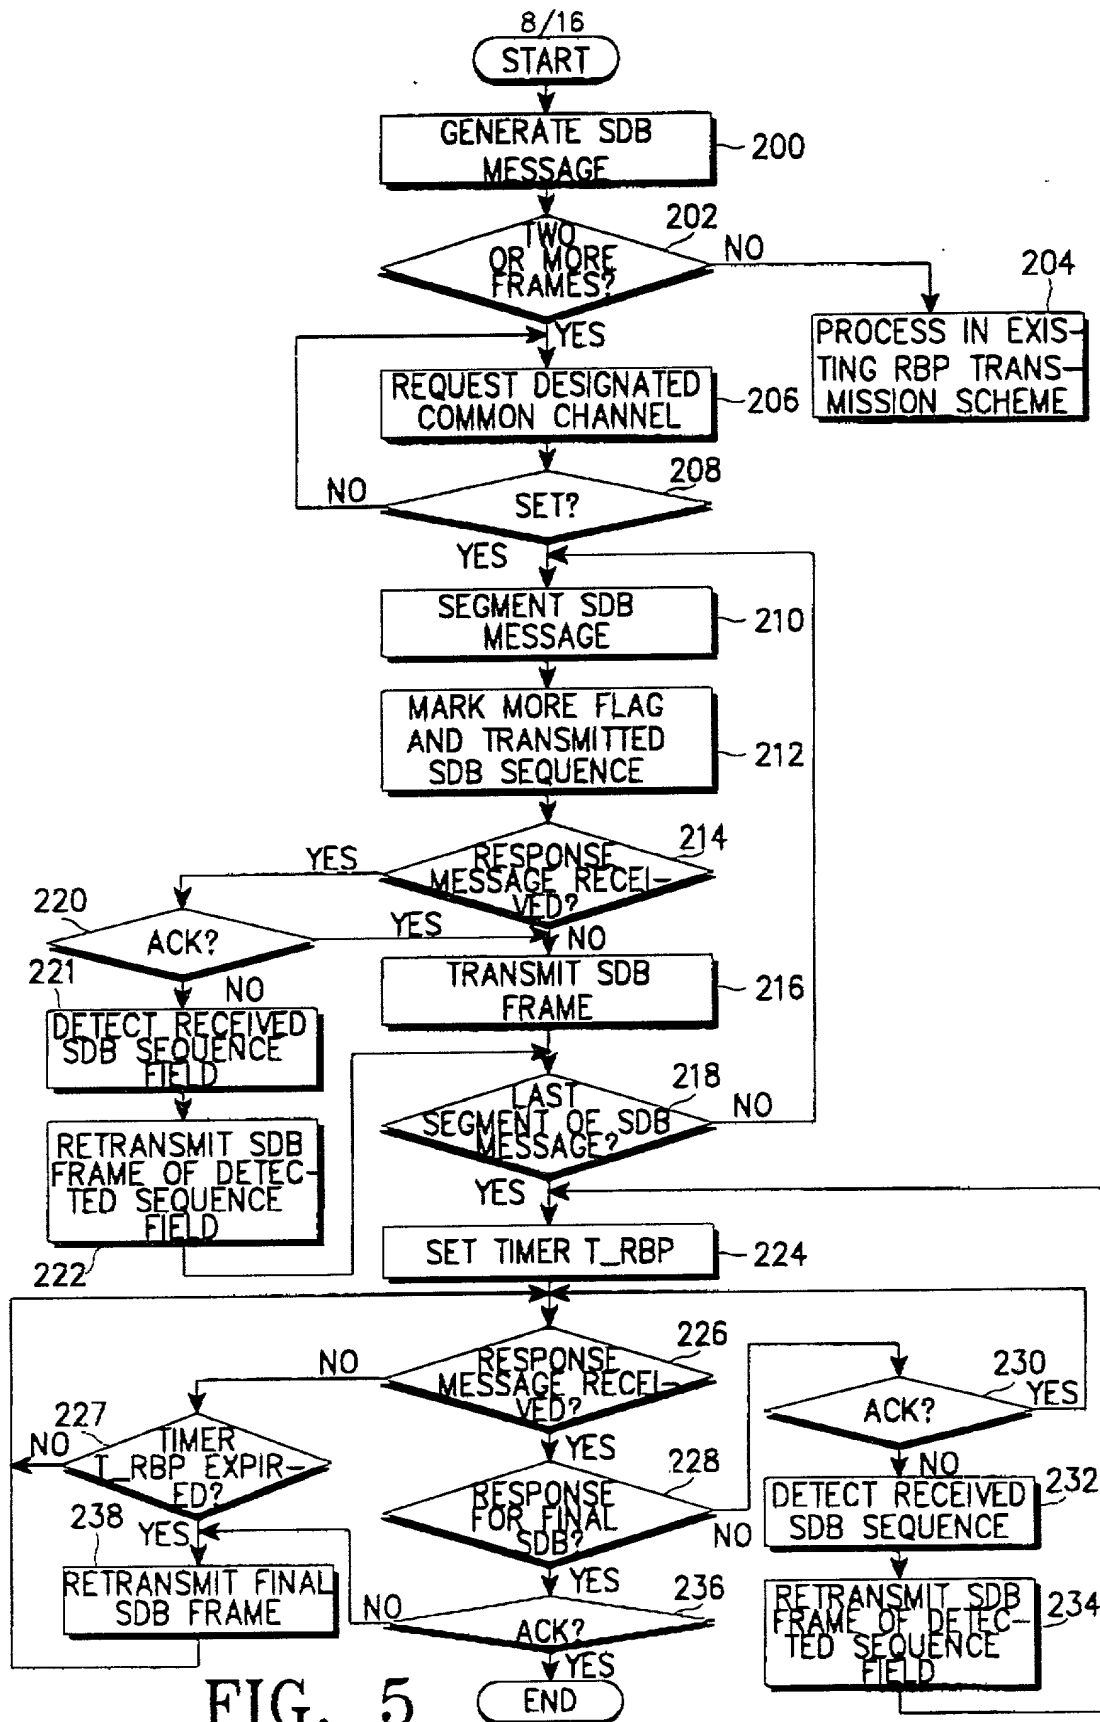 8/16
START
GENERATE SDB
MESSAGE
200
TWO
OR MORE
FRAMES?
202
NO
204
PROCESS IN EXIS-
TING RBP TRANS-
MISSION SCHEME
YES
REQUEST DESIGNATED
COMMON CHANNEL
206
208
NO
SET?
YES
SEGMENT SDB
MESSAGE
210
MARK MORE FLAG
AND TRANSMITTED
SDB SEQUENCE
212
214
YES
RESPONSE
MESSAGE RECEI-
VED?
220
ACK?
YES
NO
221
NO
TRANSMIT SDB
FRAME
216
DETECT RECEIVED
SDB SEQUENCE
FIELD
218
LAST
SEGMENT OF SDB
MESSAGE?
NO
RETRANSMIT SDB
FRAME OF DETEC-
TED SEQUENCE
FIELD
222
YES
SET TIMER T_RBP
224
226
NO
RESPONSE
MESSAGE RECEI-
VED?
230
YES
ACK?
227
NO
TIMER
T_RBP EXPIR-
ED?
YES
228
RESPONSE
FOR FINAL
SDB?
NO
NO
DETECT RECEIVED
SDB SEQUENCE
232
238
YES
RETRANSMIT FINAL
SDB FRAME
YES
236
NO
ACK?
RETRANSMIT SDB
FRAME OF DETEC-
TED SEQUENCE
FIELD
234
YES
END
FIG. 5